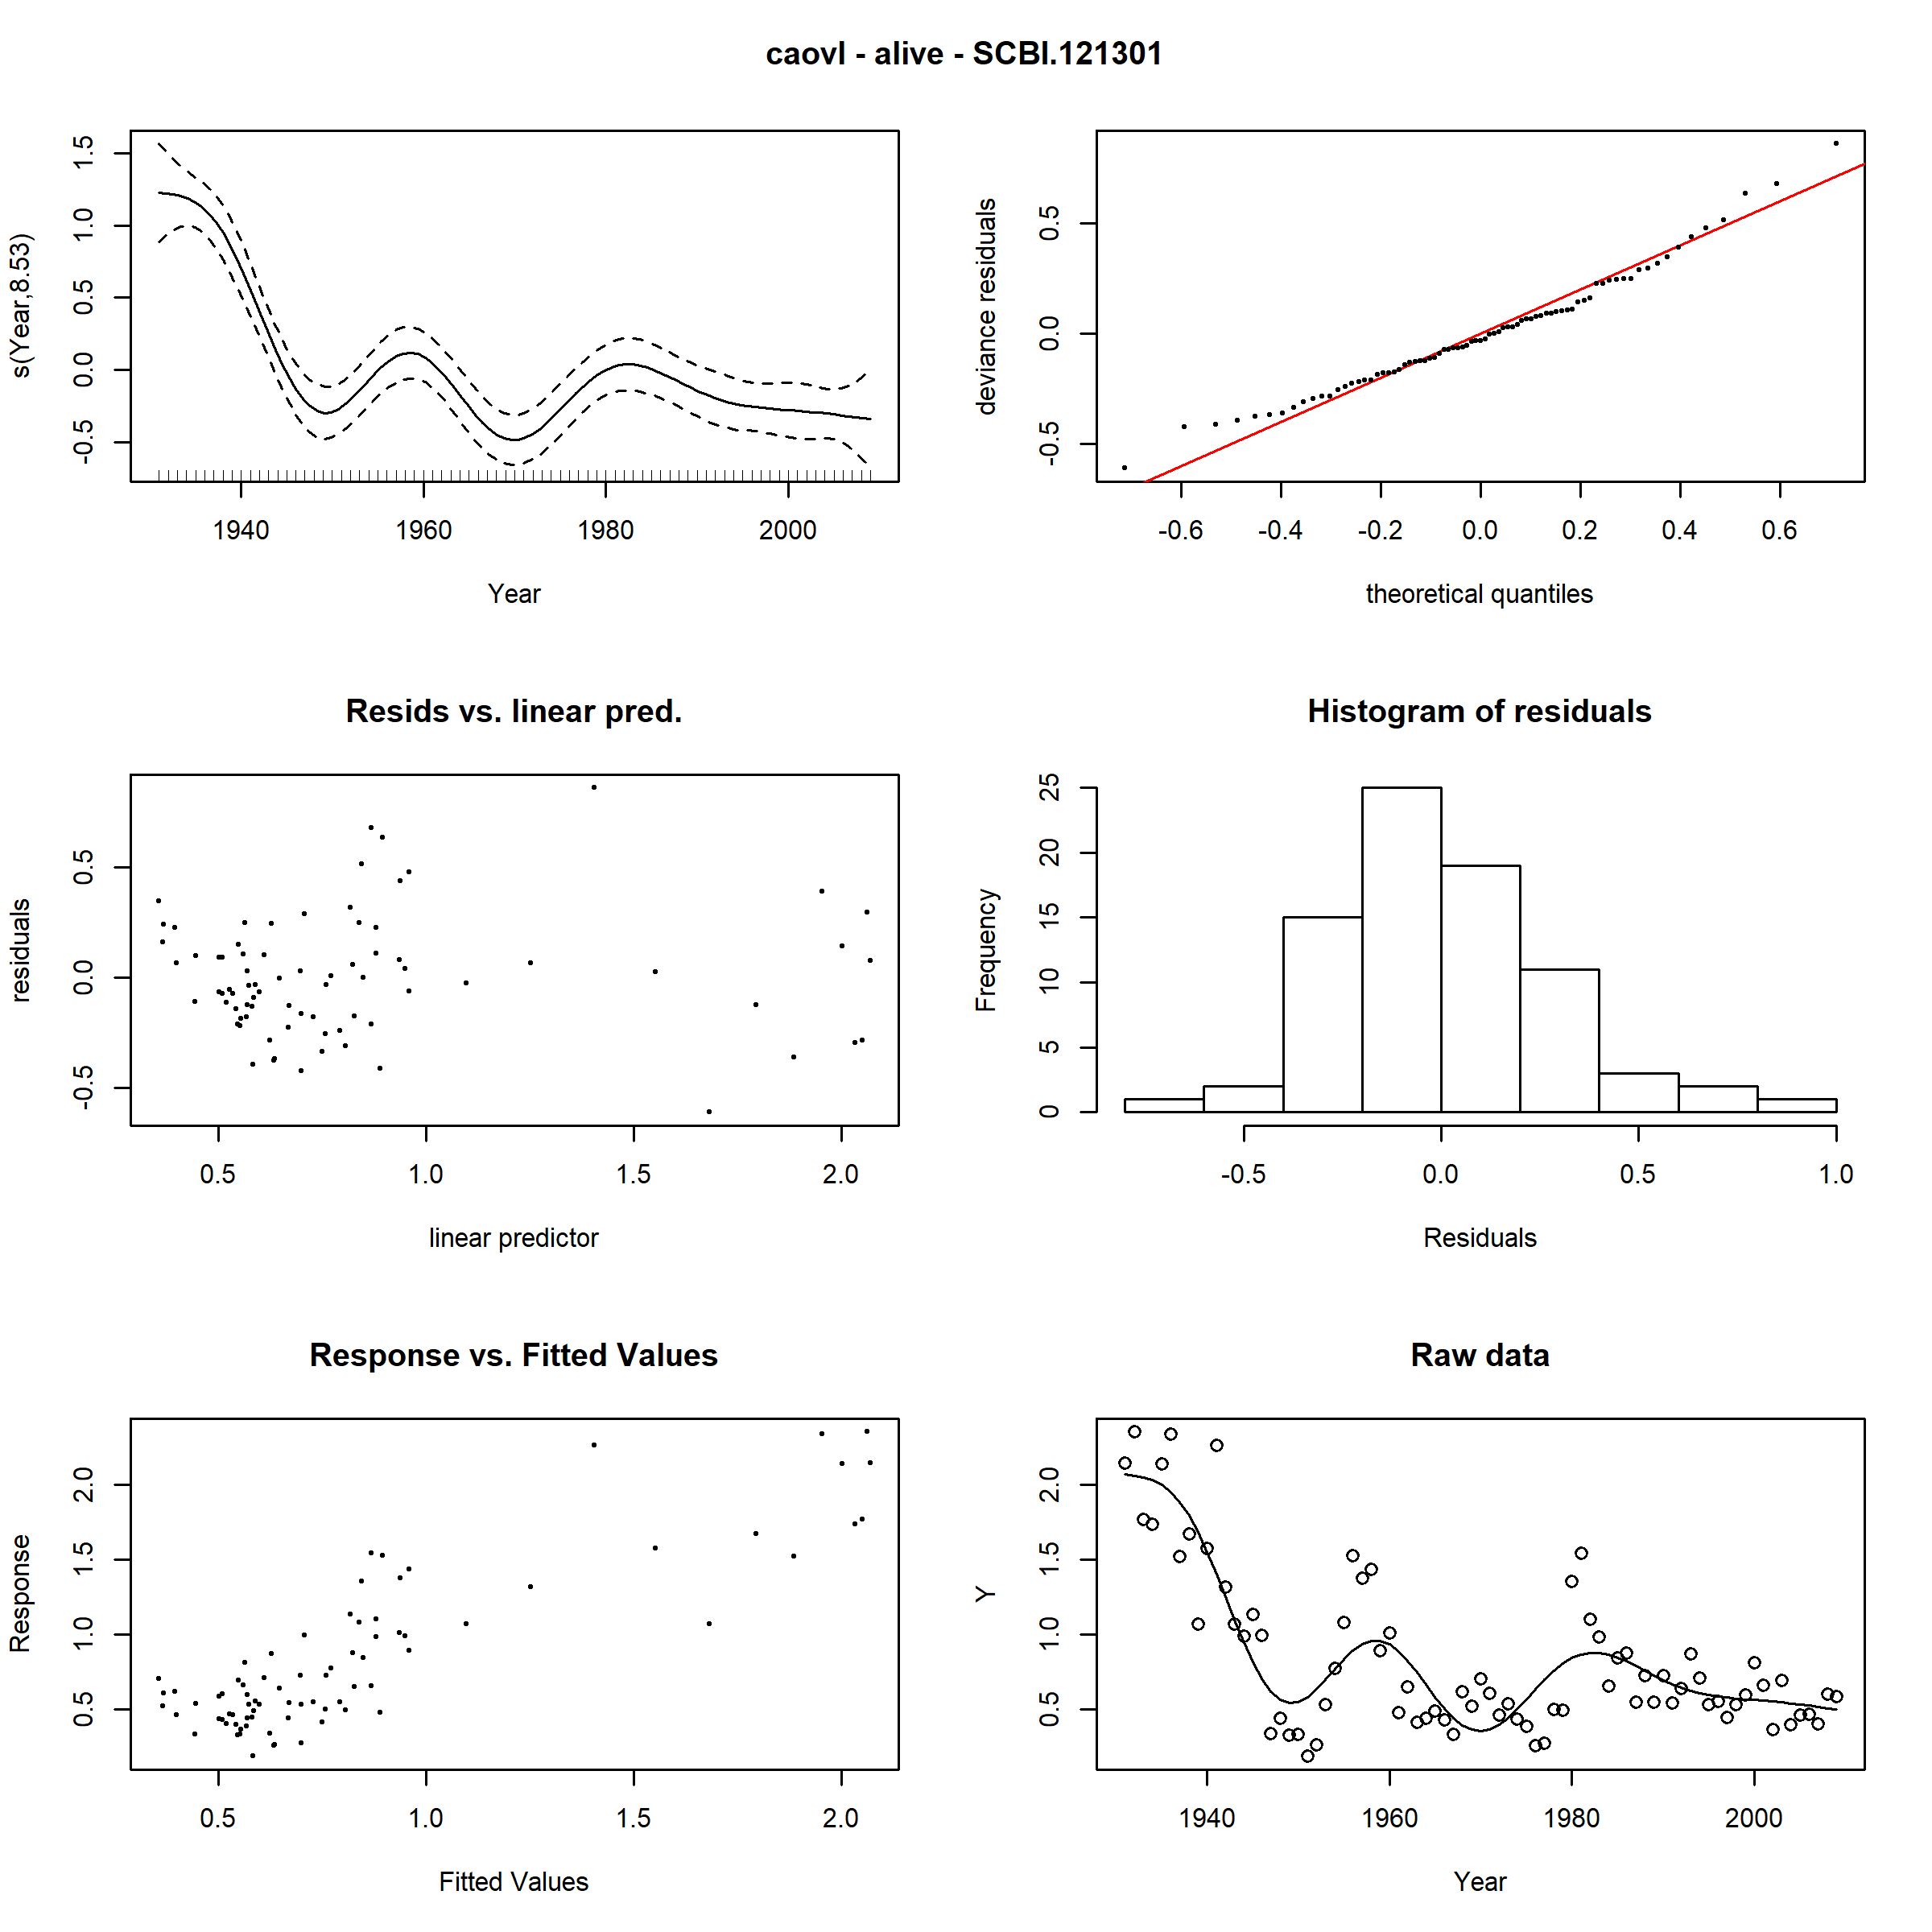 caovl - alive - SCBI.121301
s(Year,8.53)
-0.5 0.0 0.5 1.0 1.5
1940 1960 1980 2000
Year
deviance residuals
-0.5 0.0 0.5
-0.6 -0.4 -0.2 0.0 0.2 0.4 0.6
theoretical quantiles
Resids vs. linear pred.
residuals
-0.5 0.0 0.5
0.5 1.0 1.5 2.0
linear predictor
Histogram of residuals
Frequency
0 5 10 15 20 25
-0.5 0.0 0.5 1.0
Residuals
Response vs. Fitted Values
Response
0.5 1.0 1.5 2.0
0.5 1.0 1.5 2.0
Fitted Values
Raw data
Y
0.5 1.0 1.5 2.0
1940 1960 1980 2000
Year